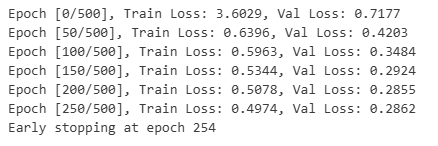 Epoch [0/500], Train Loss: 3.6029, Val Loss: 0.7177
Epoch [50/500], Train Loss: 0.6396, Val Loss: 0.4203
Epoch [100/500], Train Loss: 0.5963, Val Loss: 0.3484
Epoch [150/500], Train Loss: 0.5344, Val Loss: 0.2924
Epoch [200/500], Train Loss: 0.5078, Val Loss: 0.2855
Epoch [250/500], Train Loss: 0.4974, Val Loss: 0.2862
Early stopping at epoch 254